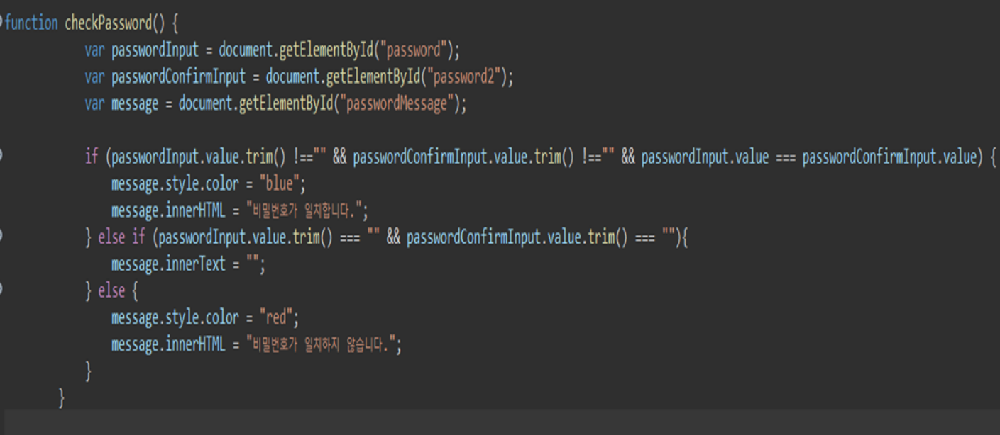 function checkPassword() {
var passwordInput = document.getElementById("password");
var passwordConfirmInput = document.getElementById("password2");
var message = document.getElementById("passwordMessage");
if (passwordInput.value.trim() !=="" && passwordConfirmInput.value.trim() !=="" && passwordInput.value === passwordConfirmInput.value) {
message.style.color = "blue";
message.innerHTML = "비밀번호가 일치합니다.";
} else if (passwordInput.value.trim() === "" && passwordConfirmInput.value.trim() === ""){
message.innerText = "";
} else {
message.style.color = "red";
message.innerHTML = "비밀번호가 일치하지 않습니다.";
}
}